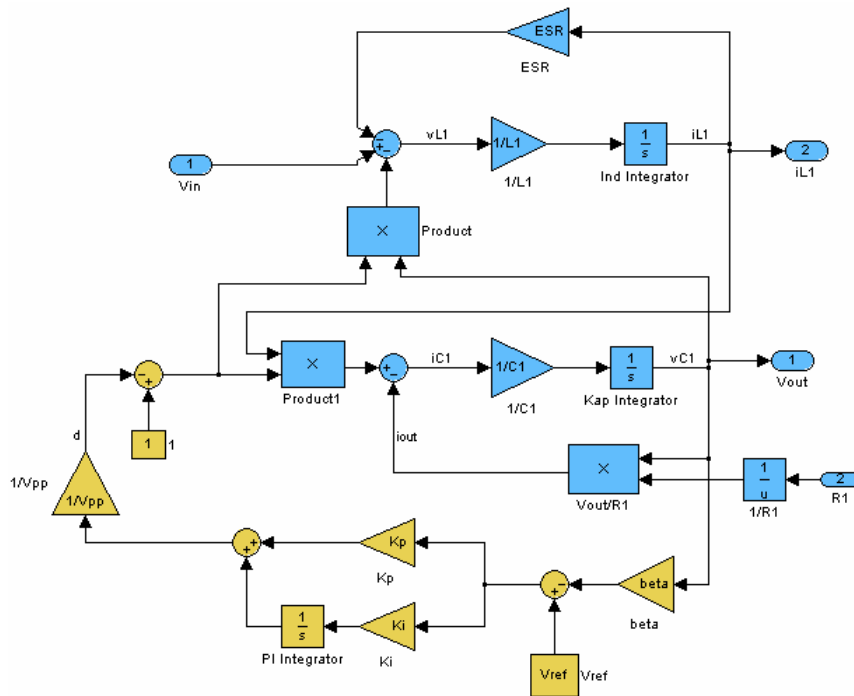 ESR
ESR
vL1
1/L1
1
s
iL1
1
Vin
2
iL1
1/L1
Ind Integrator
×
Product
×
Product1
iC1
1/C1
1
s
vC1
1
Vout
1/C1
Kap Integrator
1
1
d
iout
×
Vout/R1
1
u
1/R1
2
R1
1/Vpp
1/Vpp
Kp
Kp
beta
beta
1
s
PI Integrator
Ki
Ki
Vref
Vref